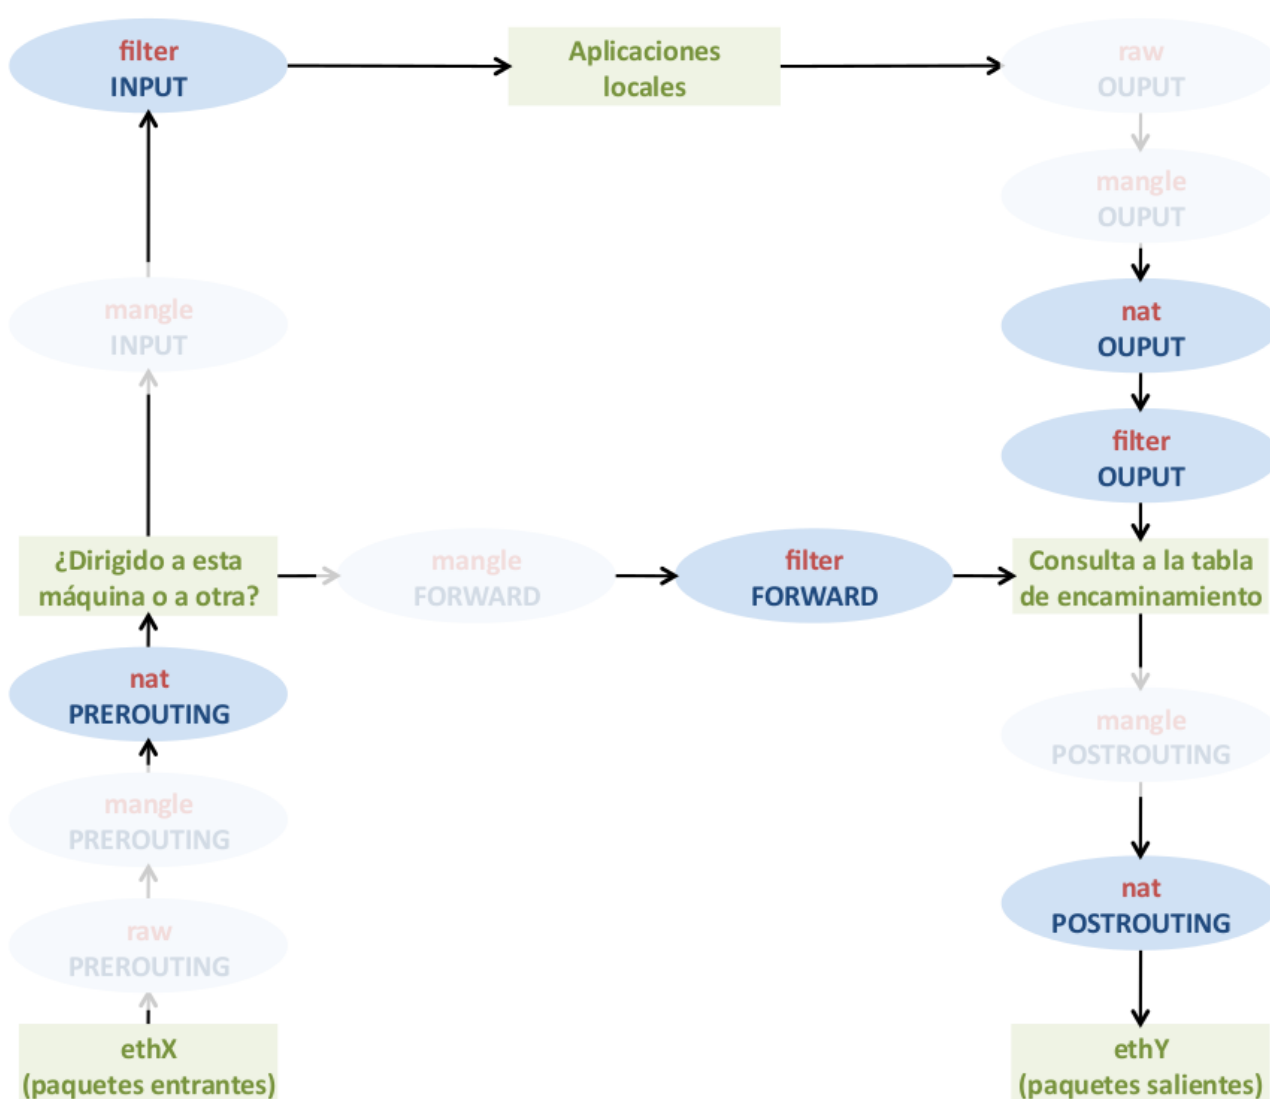 filter
INPUT
Aplicaciones
locales
raw
OUPUT
mangle
OUPUT
mangle
INPUT
nat
OUPUT
filter
OUPUT
¿Dirigido a esta
máquina o a otra?
mangle
FORWARD
filter
FORWARD
Consulta a la tabla
de encaminamiento
nat
PREROUTING
mangle
POSTROUTING
mangle
PREROUTING
nat
POSTROUTING
raw
PREROUTING
ethX
(paquetes entrantes)
ethY
(paquetes salientes)